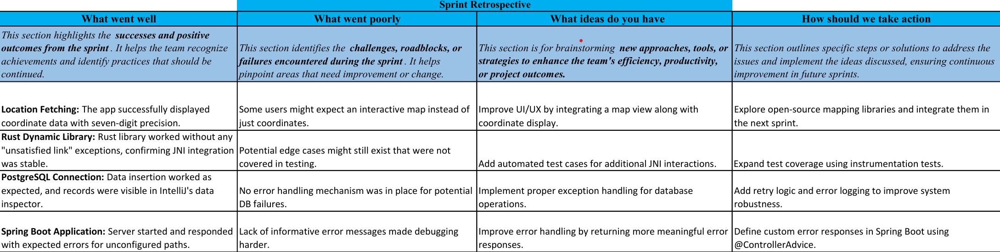 Sprint Retrospective
What went well
What went poorly
What ideas do you have
How should we take action
This section highlights the successes and positive
outcomes from the sprint. It helps the team recognize
achievements and identify practices that should be
continued.
This section identifies the challenges, roadblocks, or
failures encountered during the sprint. It helps
pinpoint areas that need improvement or change.
This section is for brainstorming new approaches, tools, or
strategies to enhance the team's efficiency, productivity,
or project outcomes.
This section outlines specific steps or solutions to address the
issues and implement the ideas discussed, ensuring continuous
improvement in future sprints.
Location Fetching: The app successfully displayed
coordinate data with seven-digit precision.
Some users might expect an interactive map instead of
just coordinates.
Improve UI/UX by integrating a map view along with
coordinate display.
Explore open-source mapping libraries and integrate them in
the next sprint.
Rust Dynamic Library: Rust library worked without any
"unsatisfied link" exceptions, confirming JNI integration
was stable.
Potential edge cases might still exist that were not
covered in testing.
Add automated test cases for additional JNI interactions.
Expand test coverage using instrumentation tests.
PostgreSQL Connection: Data insertion worked as
expected, and records were visible in IntelliJ's data
inspector.
No error handling mechanism was in place for potential
DB failures.
Implement proper exception handling for database
operations.
Add retry logic and error logging to improve system
robustness.
Spring Boot Application: Server started and responded
with expected errors for unconfigured paths.
Lack of informative error messages made debugging
harder.
Improve error handling by returning more meaningful error
responses.
Define custom error responses in Spring Boot using
@ControllerAdvice.